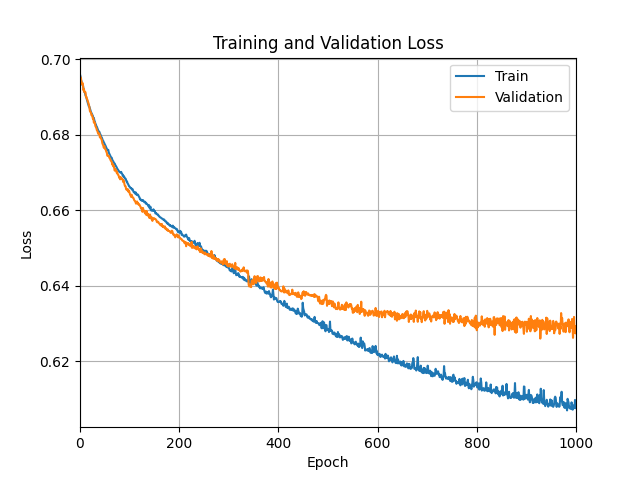 Training and Validation Loss
Train
Validation
Loss
0.70
0.68
0.66
0.64
0.62
0
200
400
600
800
1000
Epoch